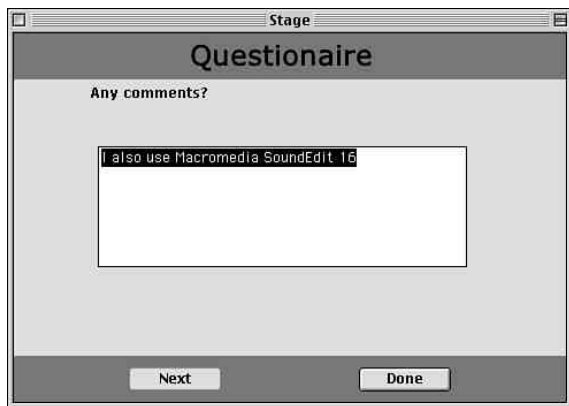 Stage
Questionaire
Any comments?
I also use Macromedia SoundEdit 16
Next
Done